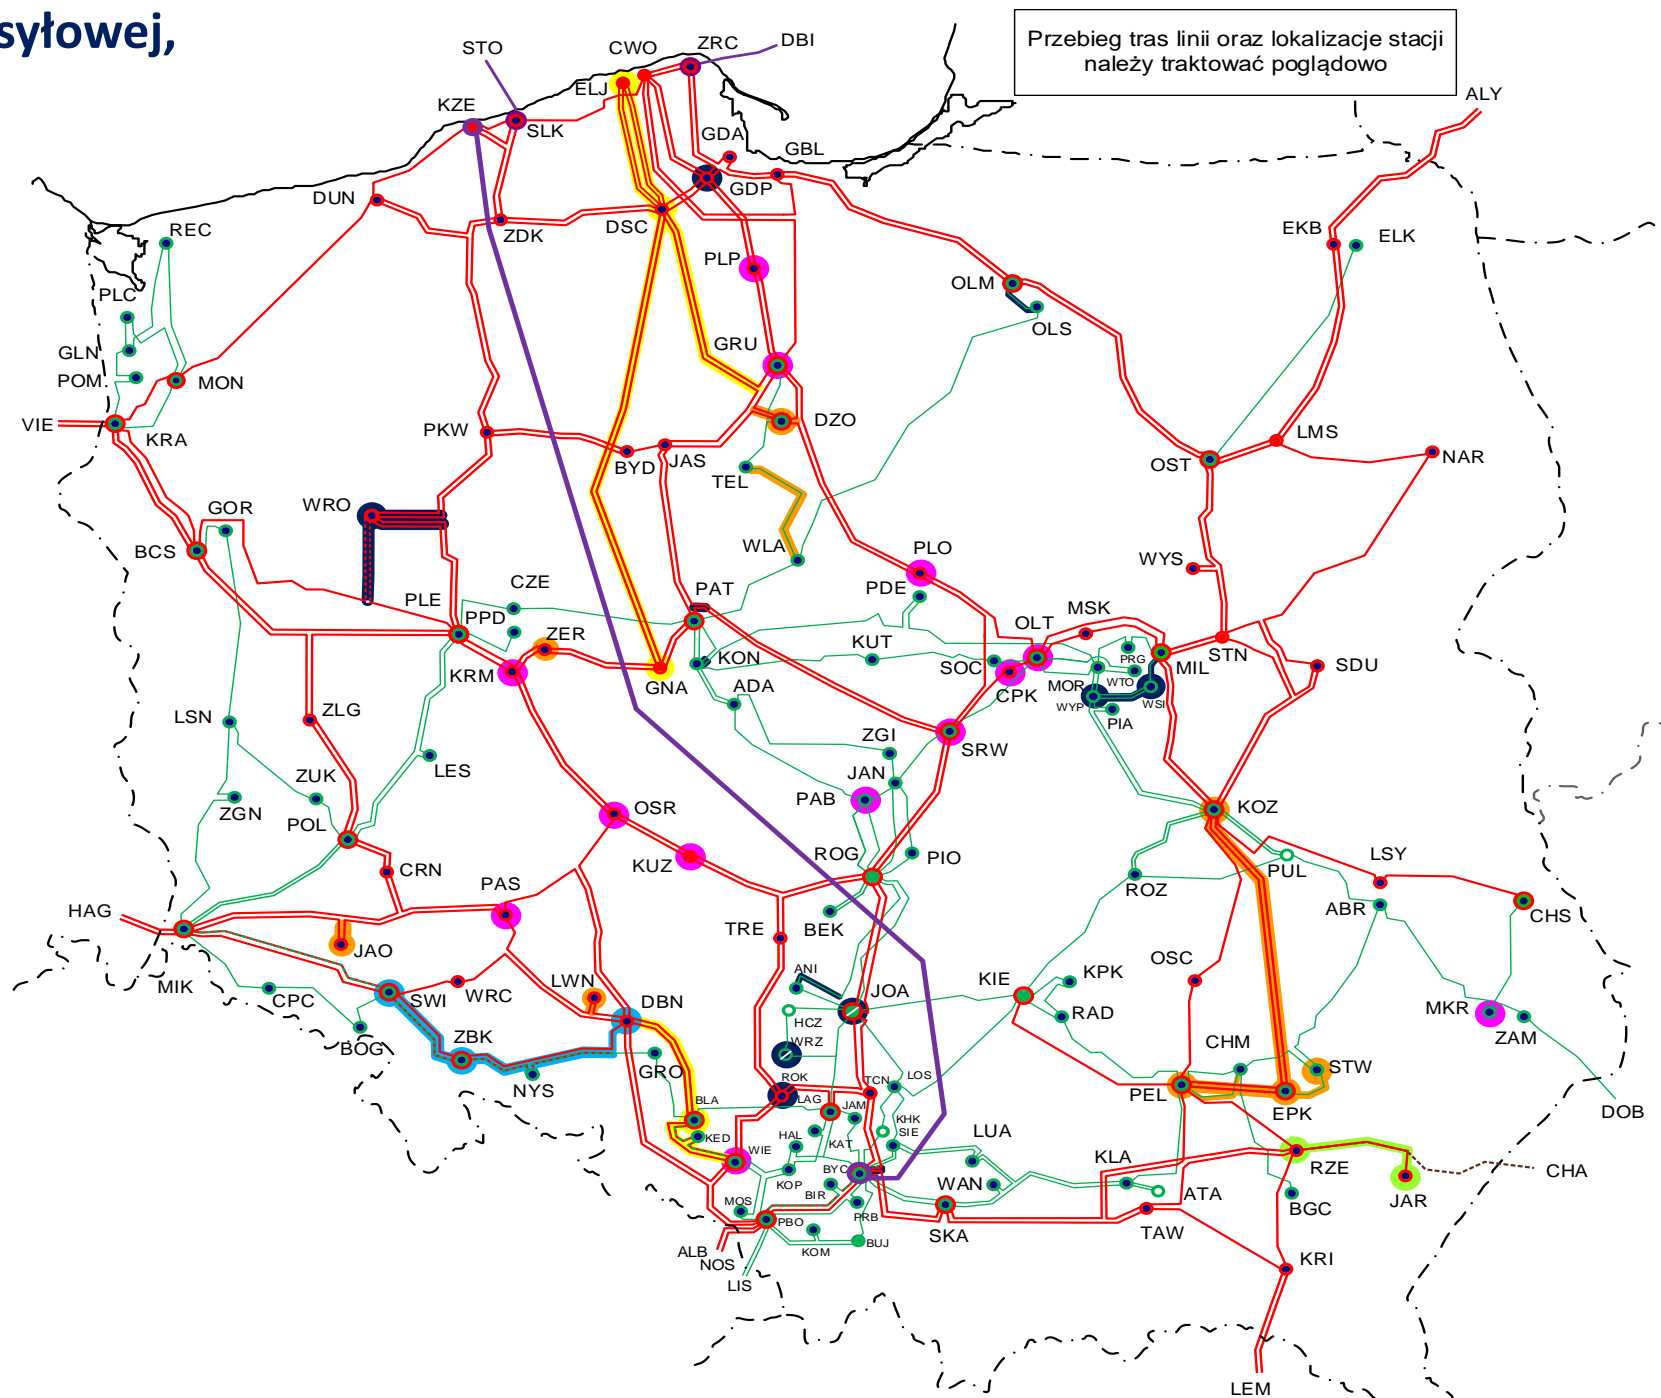 syłowej,
Przebieg tras linii oraz lokalizacje stacji
należy traktować poglądowo
STO
CWO
ZRC
DBI
ELJ
KZE
SLK
ALY
GDA
GBL
GDP
DUN
ZDK
DSC
REC
PLP
EKB
ELK
OLM
OLS
PLC
GLN
POM
MON
GRU
VIE
KRA
PKW
BYD
JAS
DZO
TEL
LMS
OST
NAR
WRO
GOR
BCS
WLA
PLO
WYS
CZE
PLE
PPD
PAT
PDE
ZER
KRM
GNA
KON
ADA
KUT
SOC
CPK
OLT
MSK
PRG
WTO
MOR
WYP
WSI
PIA
MIL
STN
SDU
ZLG
LSN
LES
ZUK
ZGN
POL
ZGI
JAN
SRW
PAB
OSR
KUZ
ROG
PIO
KOZ
PUL
ROZ
LSY
ABR
CHS
CRN
PAS
HAG
BEK
TRE
JAO
MIK
CPC
BOG
SWI
WRC
LWN
DBN
ZBK
NYS
GRO
ANI
JOA
HCZ
WRZ
KIE
KPK
RAD
OSC
MKR
ZAM
CHM
STW
PEL
EPK
DOB
ROK
LAG
TCN
LOS
BLA
KED
JAM
KHK
SIE
HAL
KAT
WIE
KOP
BYC
LUA
KLA
RZE
CHA
JAR
BIR
WAN
ATA
BGC
MOS
PBO
PRB
SKA
TAW
KOM
BUJ
ALB
NOS
LIS
KRI
LEM